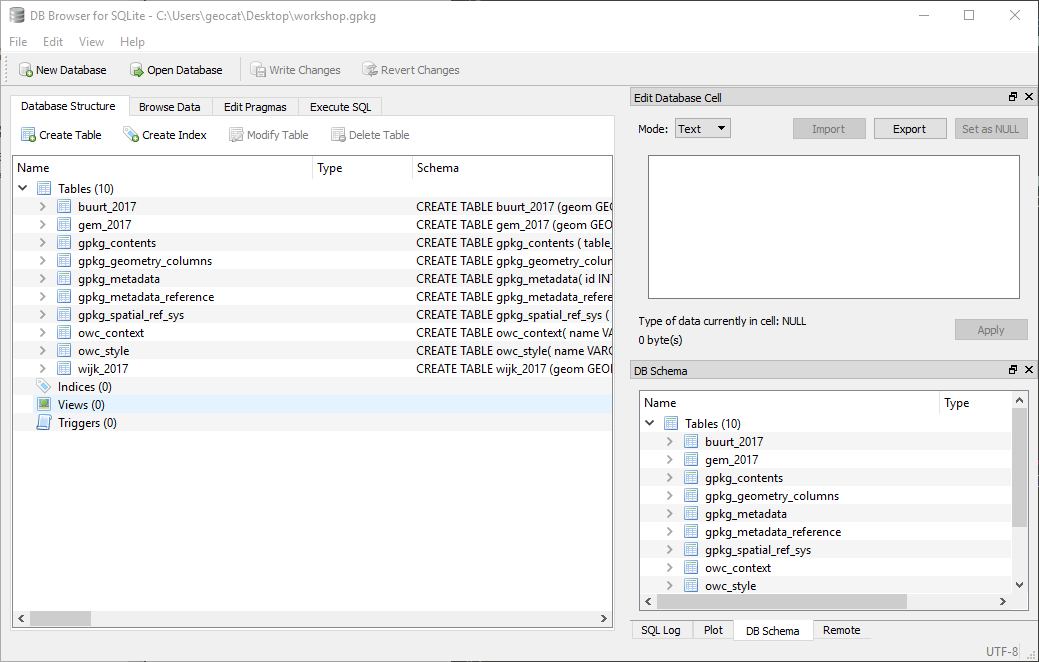 DB Browser for SQLite - C:\Users\geocat\Desktop\workshop.gpkg
File Edit View Help
New Database Open Database Write Changes Revert Changes
Database Structure Browse Data Edit Pragmas Execute SQL
Create Table Create Index Modify Table Delete Table
Name Type Schema
Tables (10)
buurt_2017 CREATE TABLE buurt_2017 (geom GEO
gem_2017 CREATE TABLE gem_2017 (geom GEO
gpkg_contents CREATE TABLE gpkg_contents ( table_
gpkg_geometry_columns CREATE TABLE gpkg_geometry_colum
gpkg_metadata CREATE TABLE gpkg_metadata( id INT
gpkg_metadata_reference CREATE TABLE gpkg_metadata_refere
gpkg_spatial_ref_sys CREATE TABLE gpkg_spatial_ref_sys (
owc_context CREATE TABLE owc_context( name VA
owc_style CREATE TABLE owc_style( name VARC
wijk_2017 CREATE TABLE wijk_2017 (geom GEO
Indices (0)
Views (0)
Triggers (0)
Edit Database Cell
Mode: Text Import Export Set as NULL
Type of data currently in cell: NULL
0 byte(s)
Apply
DB Schema
Name Type
Tables (10)
buurt_2017
gem_2017
gpkg_contents
gpkg_geometry_columns
gpkg_metadata
gpkg_metadata_reference
gpkg_spatial_ref_sys
owc_context
owc_style
SQL Log Plot DB Schema Remote
UTF-8